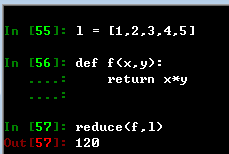 In [55]: l = [1,2,3,4,5]
In [56]: def f(x,y):
   ....:     return x*y
   ....:
In [57]: reduce(f,l)
Out[57]: 120